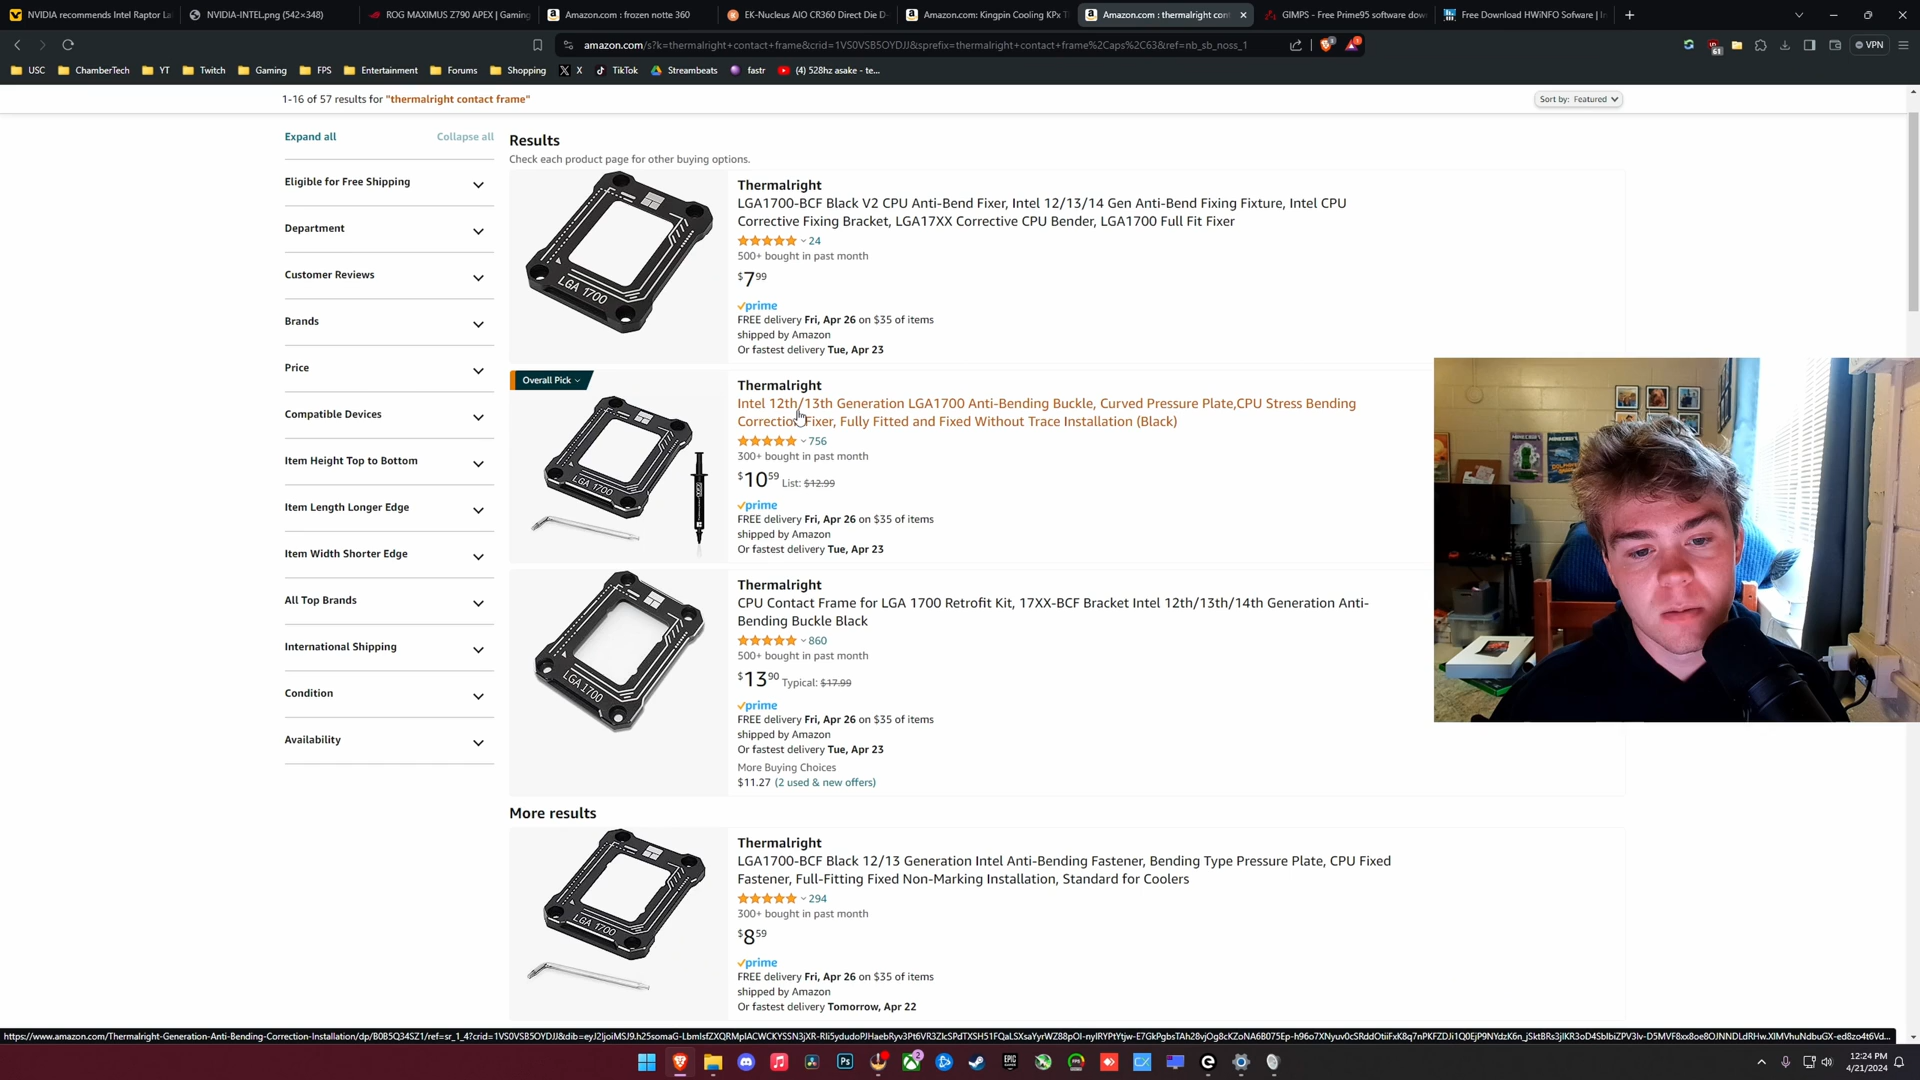 NVIDIA recommends Intel Raptor La
NVIDIA-INTEL.png (542×348)
ROG MAXIMUS Z790 APEX | Gaming
Amazon.com : frozen notte 360
EK-Nucleus AIO CR360 Direct Die D-
Amazon.com: Kingpin Cooling KPx T
Amazon.com : thermalright cont
GIMPS - Free Prime95 software dow
Free Download HWiNFO Sofware | In
amazon.com/s?k=thermalright+contact+frame&crid=1VS0VSB5OYDJJ&sprefix=thermalright+contact+frame%2Caps%2C63&ref=nb_sb_noss_1
61
VPN
USC
ChamberTech
YT
Twitch
Gaming
FPS
Entertainment
Forums
Shopping
X
TikTok
Streambeats
fastr
(4) 528hz asake - te...
1-16 of 57 results for "thermalright contact frame"
Sort by: Featured
Expand all
Collapse all
Eligible for Free Shipping
Department
Customer Reviews
Brands
Price
Compatible Devices
Item Height Top to Bottom
Item Length Longer Edge
Item Width Shorter Edge
All Top Brands
International Shipping
Condition
Availability
Results
Check each product page for other buying options.
LGA 1700
Thermalright
LGA1700-BCF Black V2 CPU Anti-Bend Fixer, Intel 12/13/14 Gen Anti-Bend Fixing Fixture, Intel CPU
Corrective Fixing Bracket, LGA17XX Corrective CPU Bender, LGA1700 Full Fit Fixer
24
500+ bought in past month
$7.99
prime
FREE delivery Fri, Apr 26 on $35 of items
shipped by Amazon
Or fastest delivery Tue, Apr 23
Overall Pick
LGA 1700
Thermalright
Intel 12th/13th Generation LGA1700 Anti-Bending Buckle, Curved Pressure Plate,CPU Stress Bending
Correction Fixer, Fully Fitted and Fixed Without Trace Installation (Black)
756
300+ bought in past month
$10.59 List: $12.99
prime
FREE delivery Fri, Apr 26 on $35 of items
shipped by Amazon
Or fastest delivery Tue, Apr 23
LGA 1700
Thermalright
CPU Contact Frame for LGA 1700 Retrofit Kit, 17XX-BCF Bracket Intel 12th/13th/14th Generation Anti-
Bending Buckle Black
860
500+ bought in past month
$13.90 Typical: $17.99
prime
FREE delivery Fri, Apr 26 on $35 of items
shipped by Amazon
Or fastest delivery Tue, Apr 23
More Buying Choices
$11.27 (2 used & new offers)
More results
LGA 1700
Thermalright
LGA1700-BCF Black 12/13 Generation Intel Anti-Bending Fastener, Bending Type Pressure Plate, CPU Fixed
Fastener, Full-Fitting Fixed Non-Marking Installation, Standard for Coolers
294
300+ bought in past month
$8.59
prime
FREE delivery Fri, Apr 26 on $35 of items
shipped by Amazon
Or fastest delivery Tomorrow, Apr 22
12:24 PM
4/21/2024